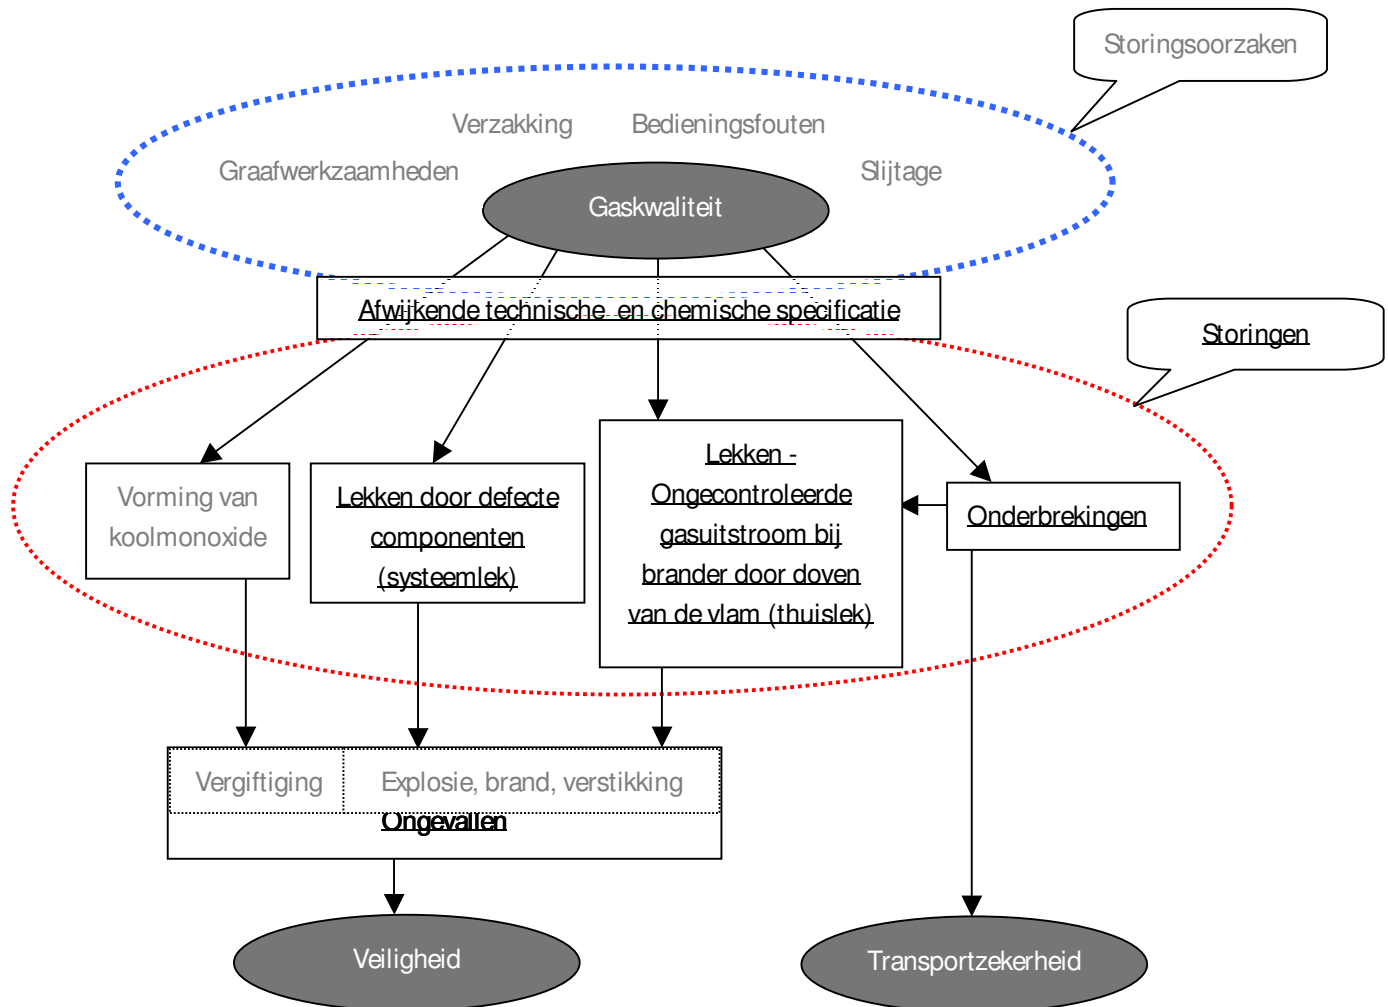 Storingsoorzaken
Verzakking
Bedieningsfouten
Graafwerkzaamheden
Slijtage
Gaskwaliteit
Afwijkende technische en chemische specificatie
Storingen
Vorming van
koolmonoxide
Lekken door defecte
componenten
(systeemlek)
Lekken -
Ongecontroleerde
gasuitstroom bij
brander door doven
van de vlam (thuislek)
Onderbrekingen
Vergiftiging
Explosie, brand, verstikking
Ongevallen
Veiligheid
Transportzekerheid